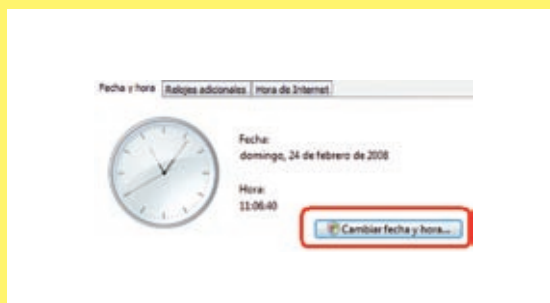 Fecha y hora Relojes adicionales Hora de Internet
Fecha:
domingo, 24 de febrero de 2008
Hora:
11:06:40
Cambiar fecha y hora...